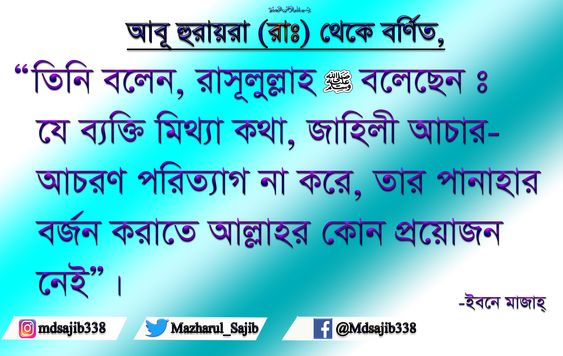 আবূ হুরায়রা (রাঃ) থেকে বর্ণিত,
“তিনি বলেন, রাসূলুল্লাহ ﷺ বলেছেন ঃ
যে ব্যক্তি মিথ্যা কথা, জাহিলী আচার-
আচরণ পরিত্যাগ না করে, তার পানাহার
বর্জন করাতে আল্লাহর কোন প্রয়োজন
নেই” ।
-ইবনে মাজাহ্
mdsajib338 Mazharul_Sajib @Mdsajib338